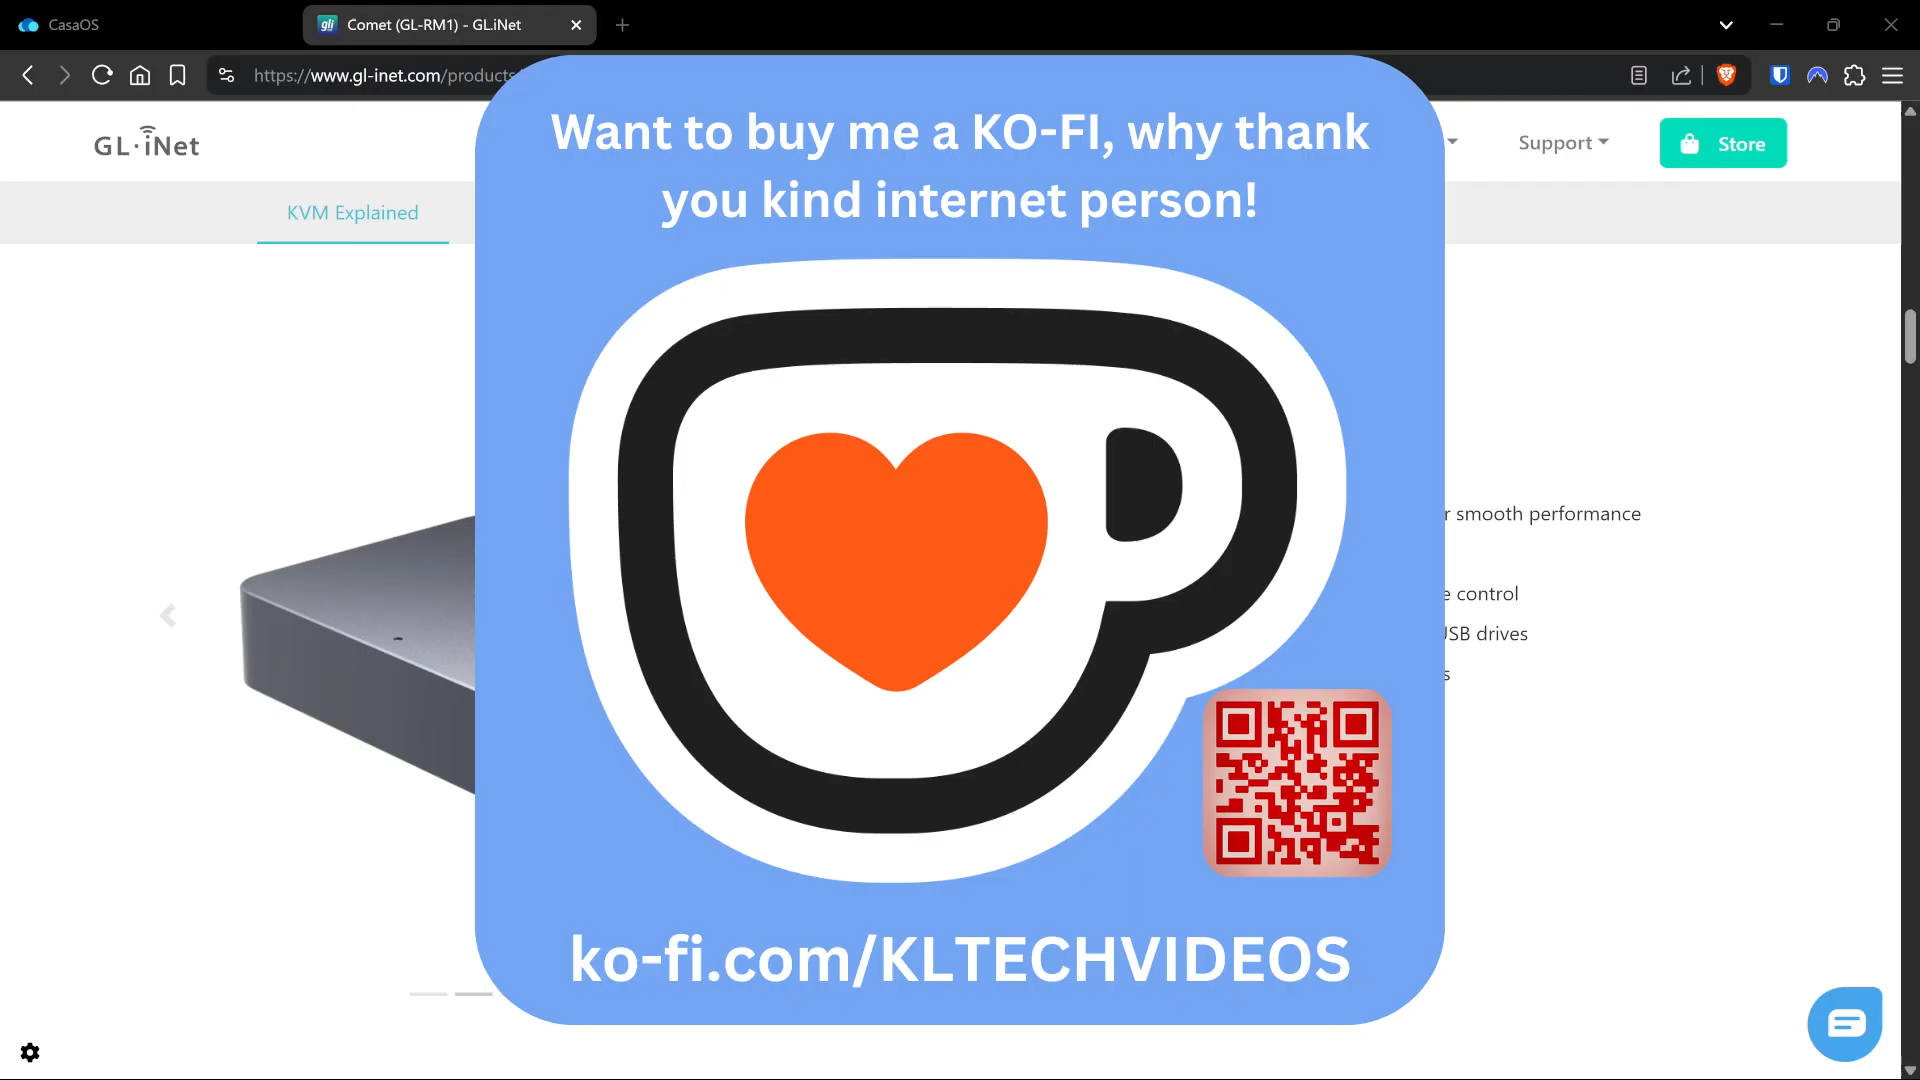 CasaOS
gli Comet (GL-RM1) - GL.iNet
https://www.gl-inet.com/products
GL·iNet
Support
Store
KVM Explained
Want to buy me a KO-FI, why thank
you kind internet person!
r smooth performance
e control
USB drives
s
ko-fi.com/KLTECHVIDEOS